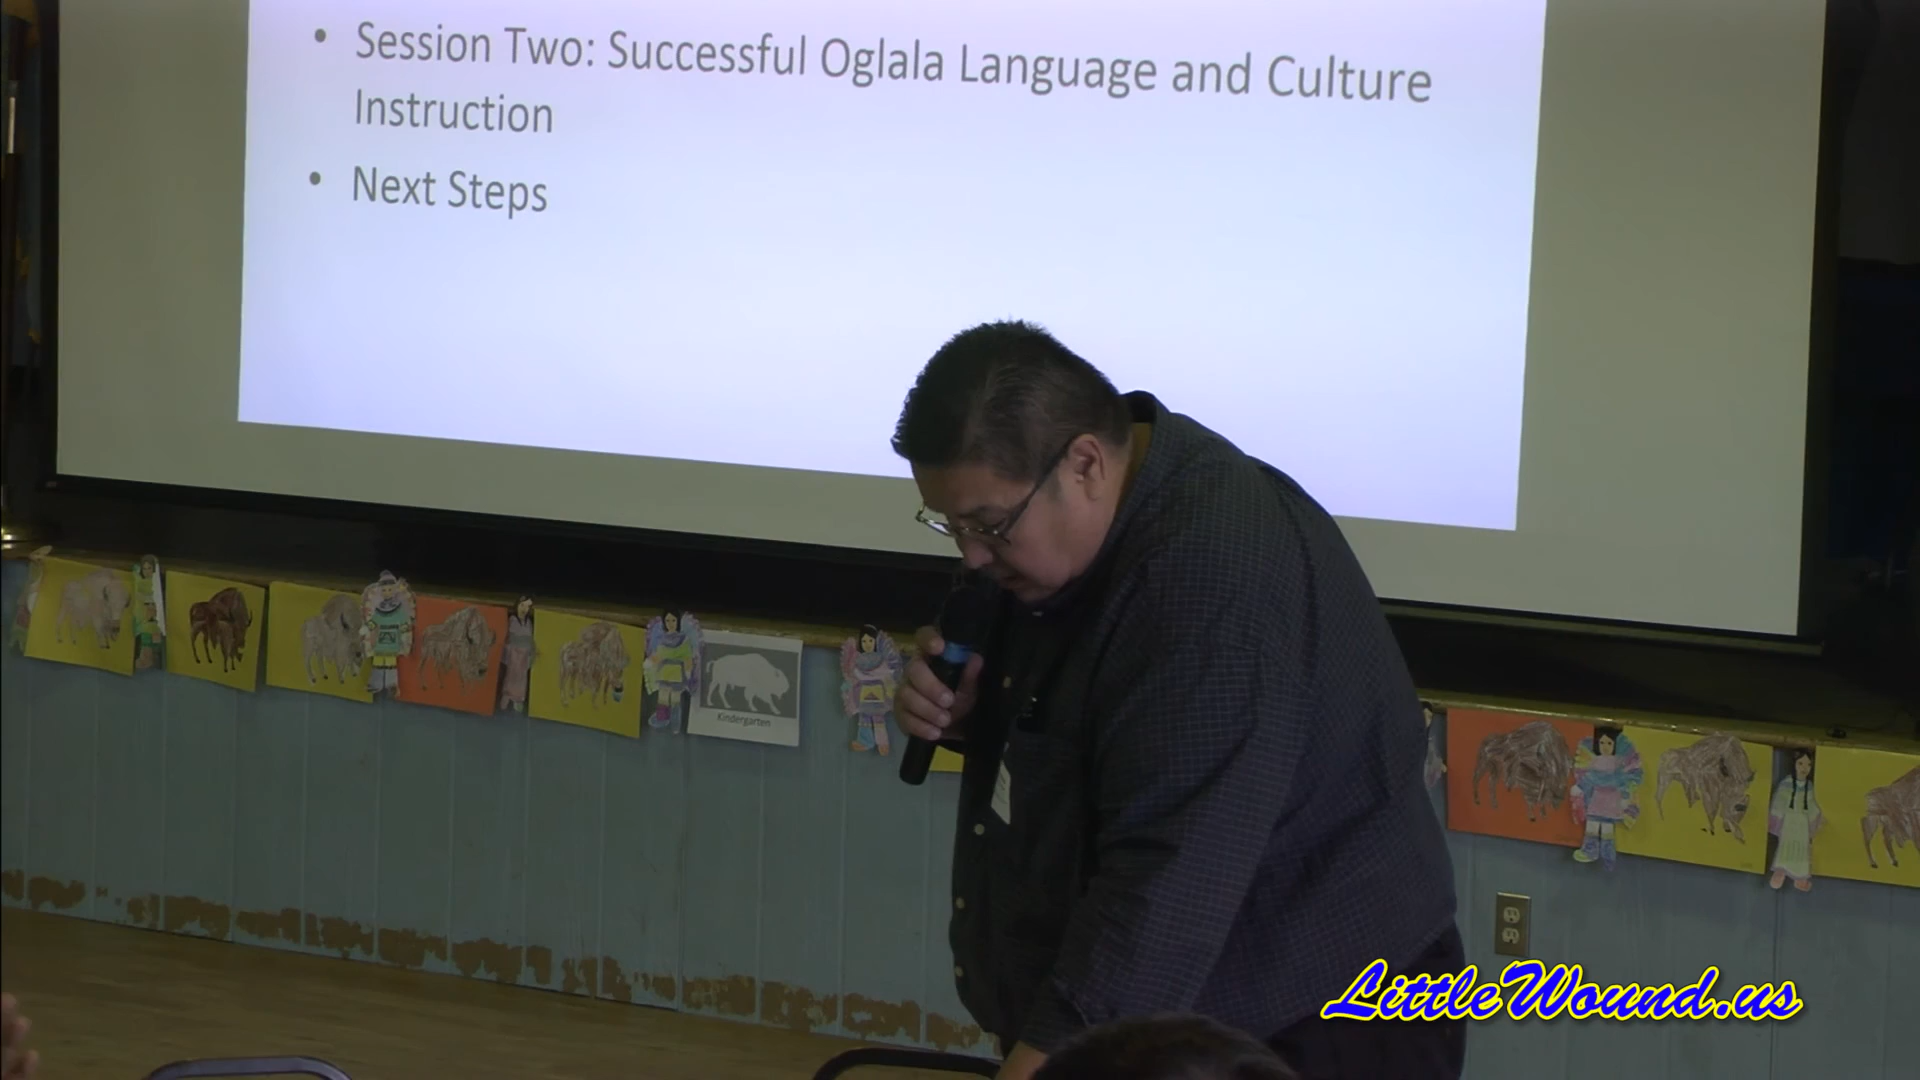 • Session Two: Successful Oglala Language and Culture
Instruction
• Next Steps
Kindergarten
LittleWound.us